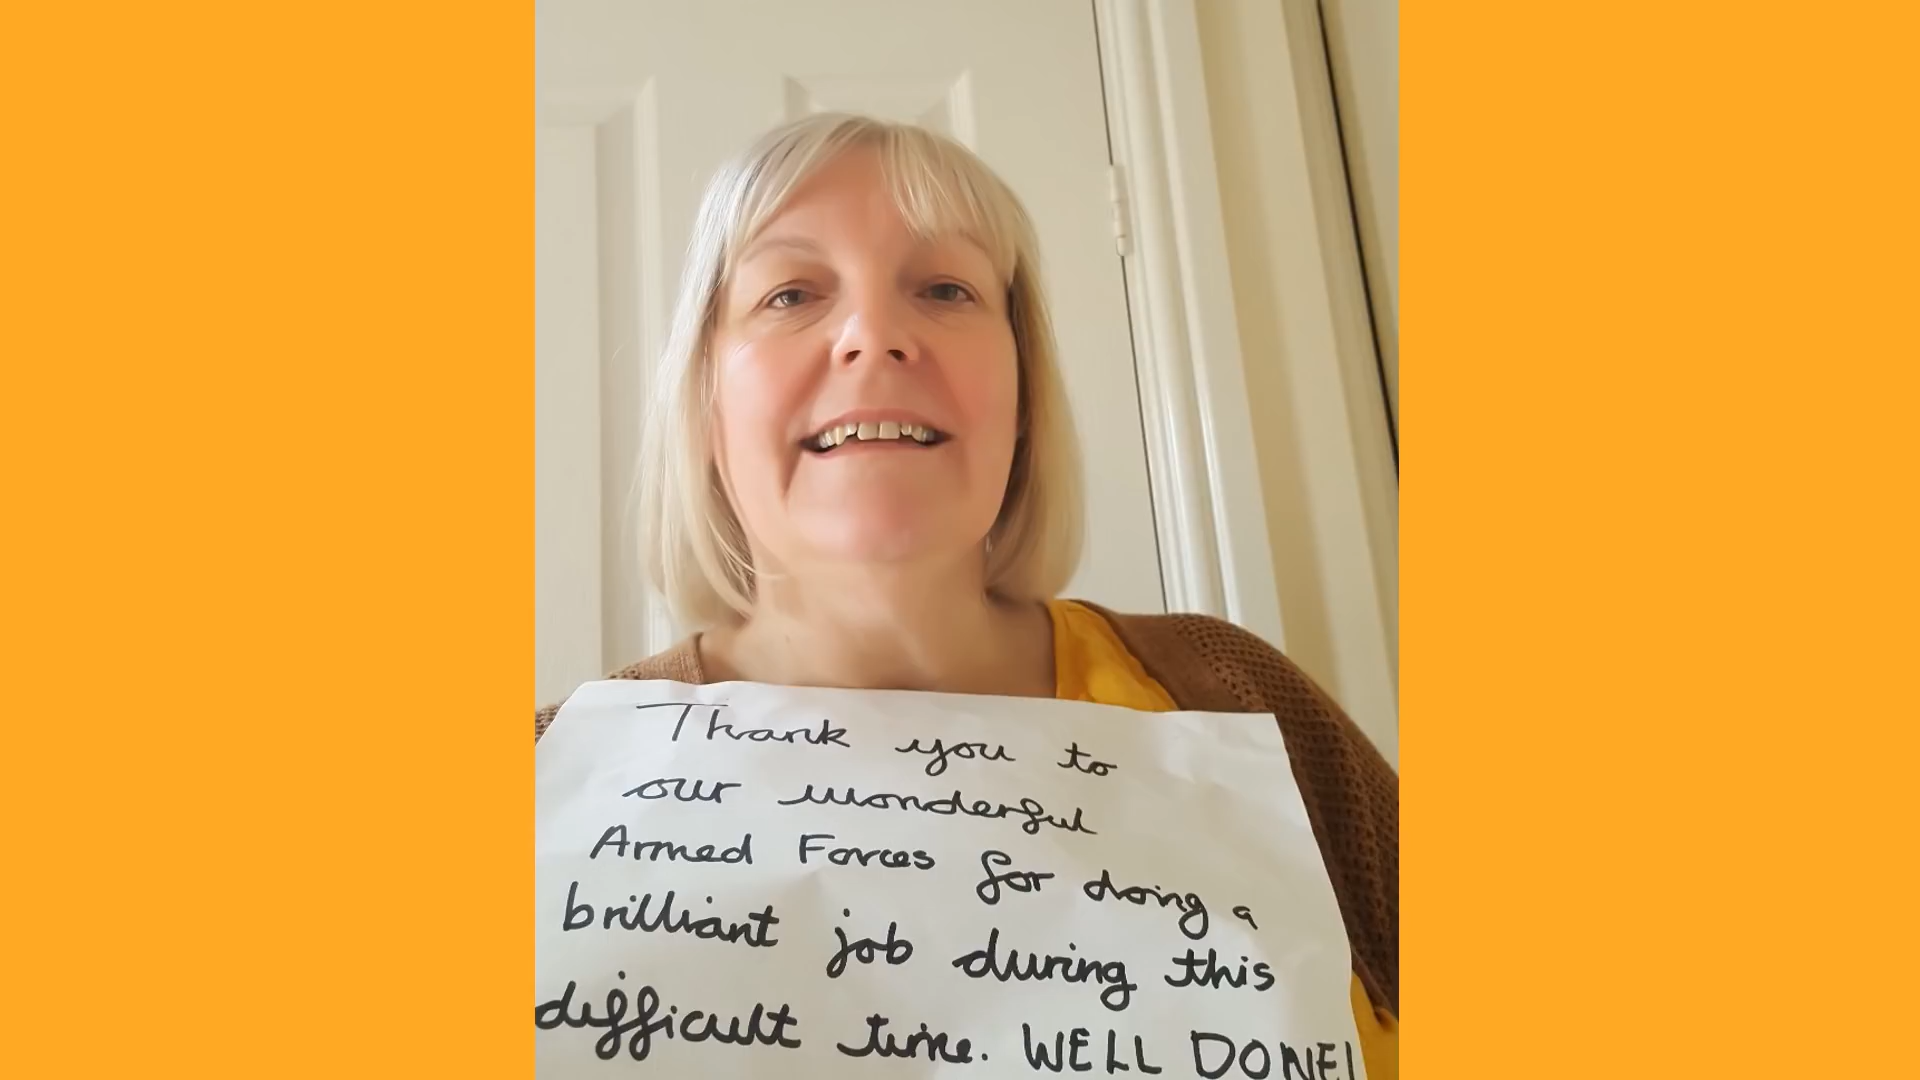 Thank you to
our wonderful
Armed Forces for doing a
brilliant job during this
difficult time. WELL DONE!